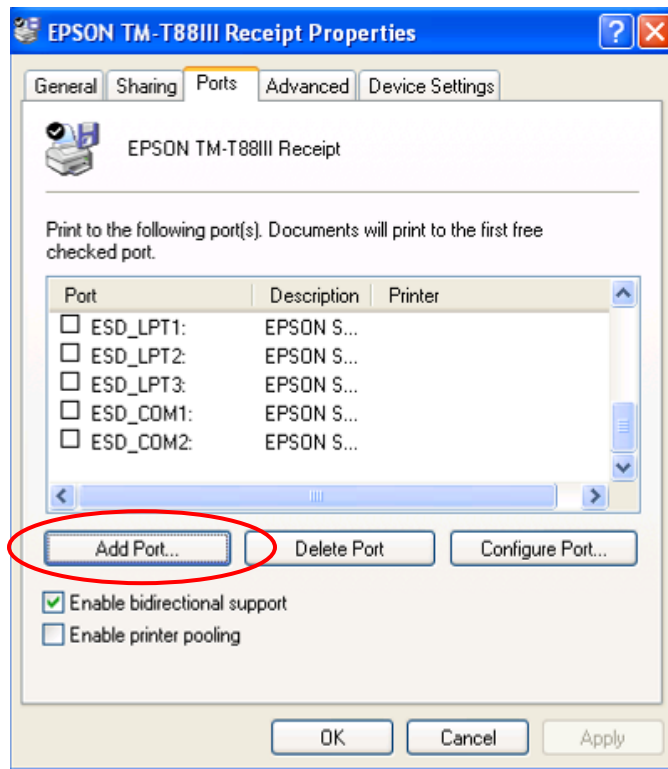 EPSON TM-T88III Receipt Properties
General Sharing Ports Advanced Device Settings
EPSON TM-T88III Receipt
Print to the following port(s). Documents will print to the first free
checked port.
Port Description Printer
ESD_LPT1: EPSON S...
ESD_LPT2: EPSON S...
ESD_LPT3: EPSON S...
ESD_COM1: EPSON S...
ESD_COM2: EPSON S...
Add Port... Delete Port Configure Port...
Enable bidirectional support
Enable printer pooling
OK Cancel Apply